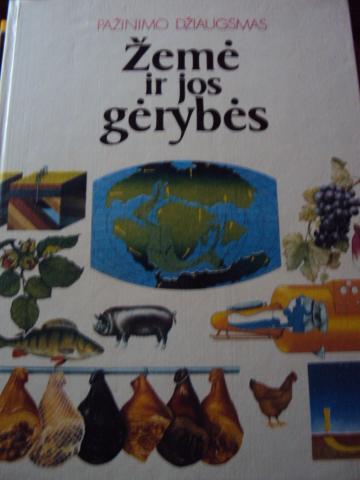 PAŽINIMO DŽIAUGSMAS
Žemė
ir jos
gėrybės